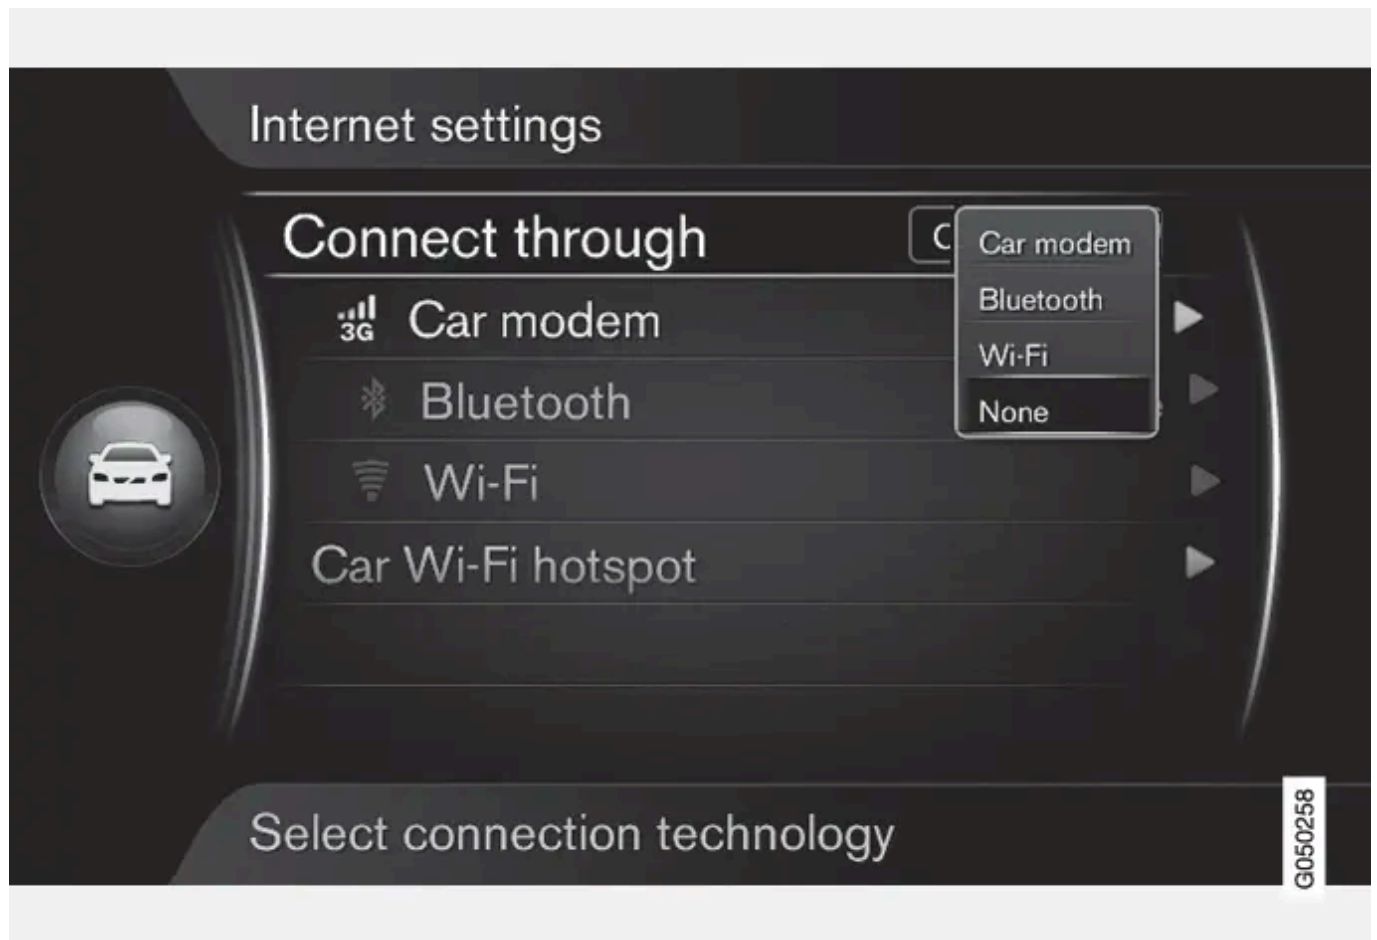 Internet settings
Connect through
C
Car modem
Bluetooth
Wi-Fi
None
3G Car modem
Bluetooth
Wi-Fi
Car Wi-Fi hotspot
Select connection technology
G050258